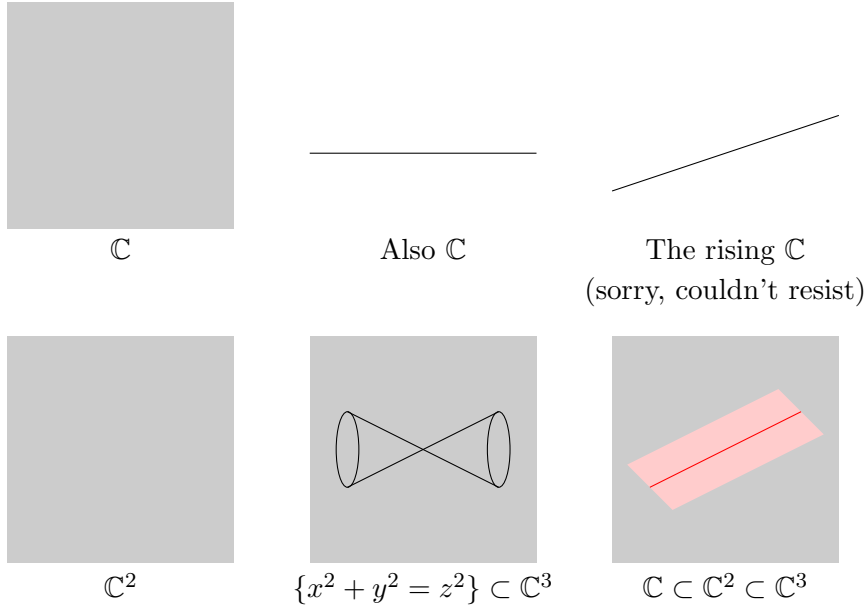 ℂ
Also ℂ
The rising ℂ
(sorry, couldn't resist)
ℂ²
{x² + y² = z²} ⊂ ℂ³
ℂ ⊂ ℂ² ⊂ ℂ³